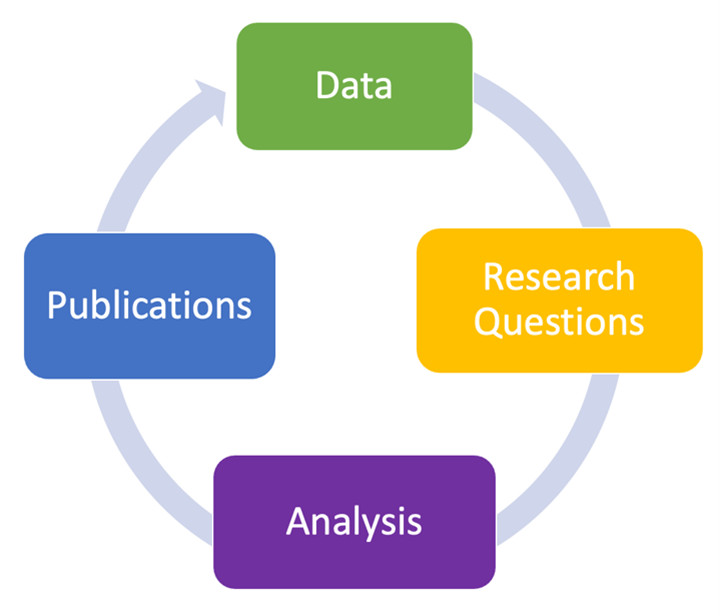 Data
Research
Questions
Analysis
Publications